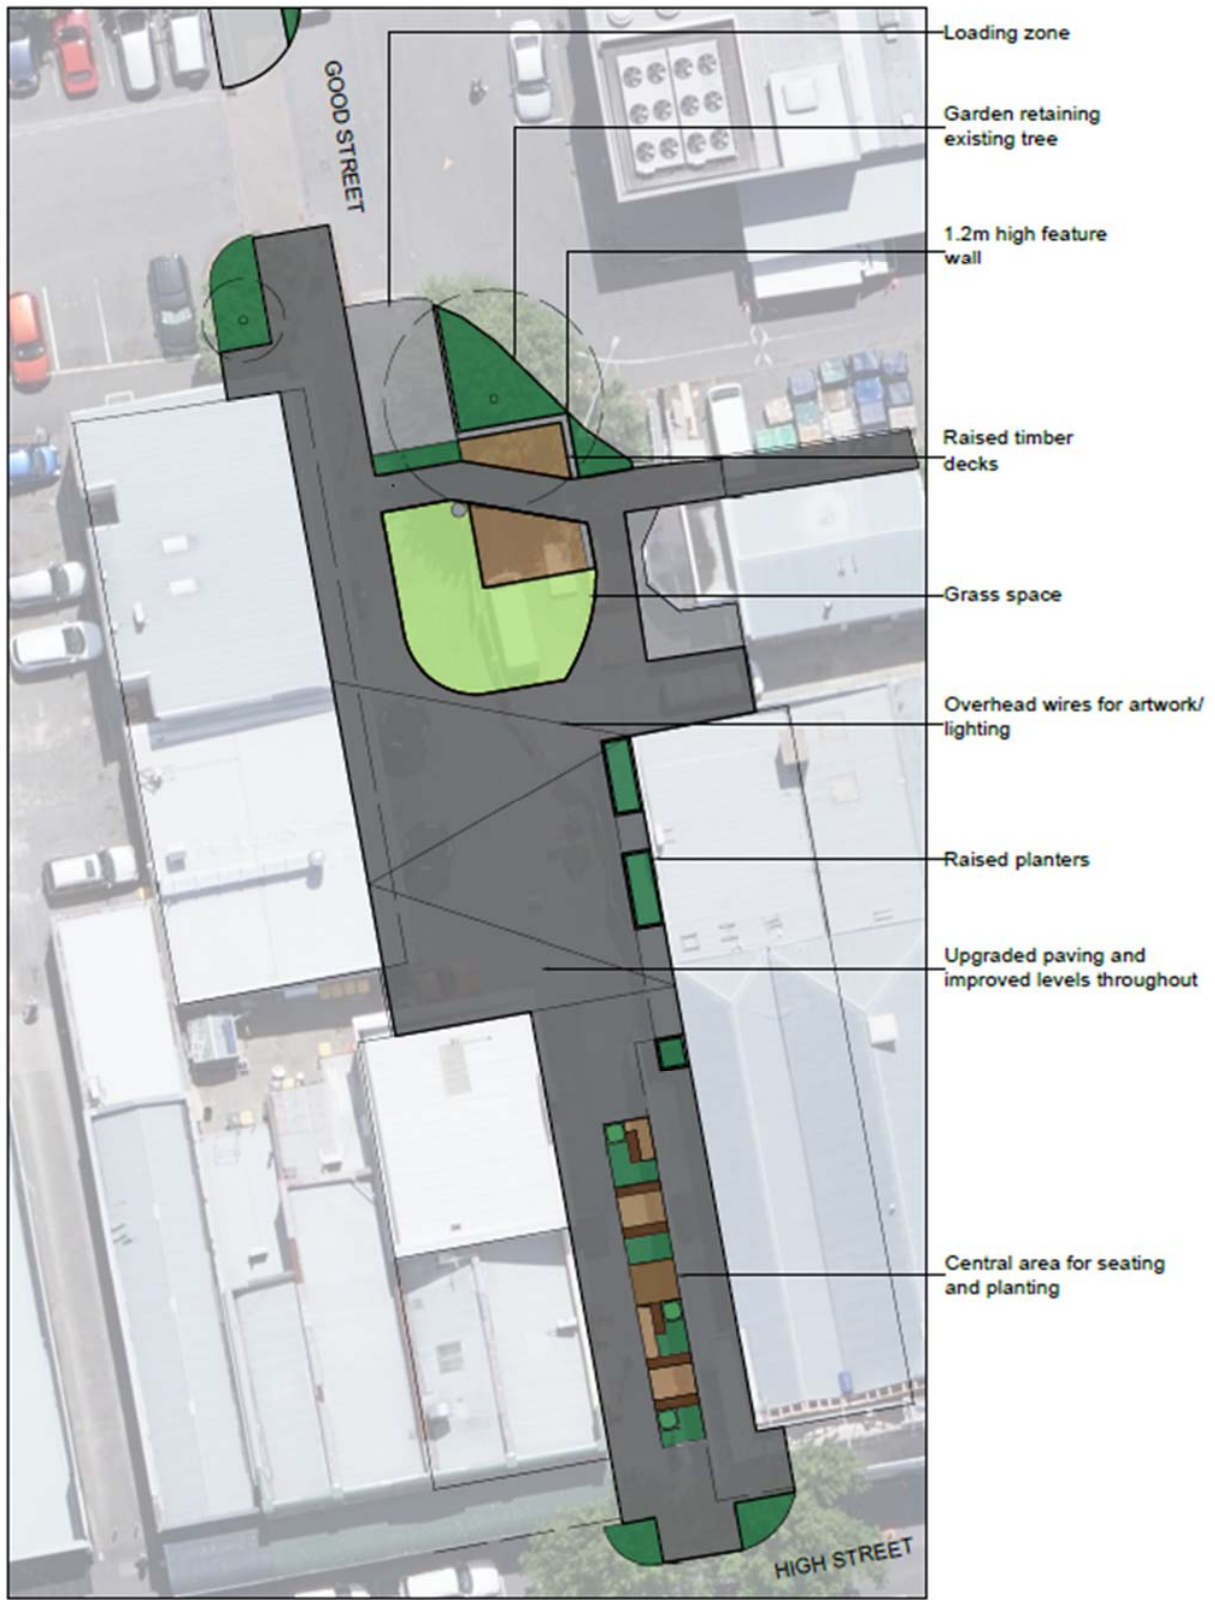 Loading zone
GOOD STREET
Garden retaining
existing tree
1.2m high feature
wall
Raised timber
decks
Grass space
Overhead wires for artwork/
lighting
Raised planters
Upgraded paving and
improved levels throughout
Central area for seating
and planting
HIGH STREET